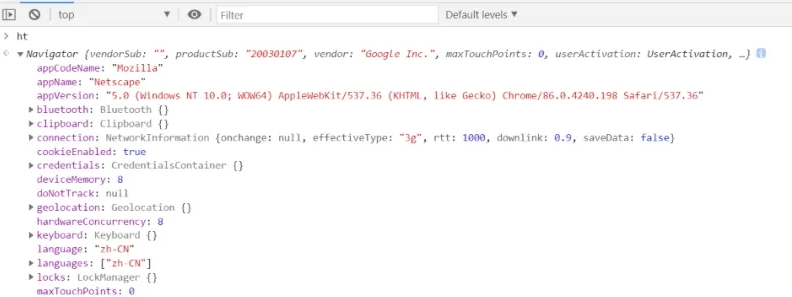 top
Filter
Default levels
ht
Navigator {vendorSub: "", productSub: "20030107", vendor: "Google Inc.", maxTouchPoints: 0, userActivation: UserActivation, …}
appCodeName: "Mozilla"
appName: "Netscape"
appVersion: "5.0 (Windows NT 10.0; WOW64) AppleWebKit/537.36 (KHTML, like Gecko) Chrome/86.0.4240.198 Safari/537.36"
bluetooth: Bluetooth {}
clipboard: Clipboard {}
connection: NetworkInformation {onchange: null, effectiveType: "3g", rtt: 1000, downlink: 0.9, saveData: false}
cookieEnabled: true
credentials: CredentialsContainer {}
deviceMemory: 8
doNotTrack: null
geolocation: Geolocation {}
hardwareConcurrency: 8
keyboard: Keyboard {}
language: "zh-CN"
languages: ["zh-CN"]
locks: LockManager {}
maxTouchPoints: 0